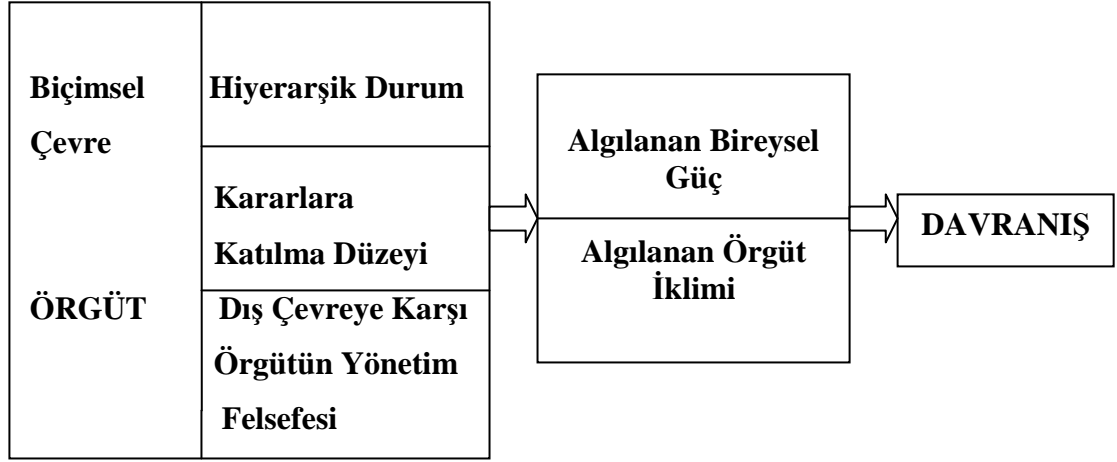 Biçimsel
Çevre
ÖRGÜT
Hiyerarşik Durum
Kararlara
Katılma Düzeyi
Dış Çevreye Karşı
Örgütün Yönetim
Felsefesi
Algılanan Bireysel
Güç
Algılanan Örgüt
İklimi
DAVRANIŞ